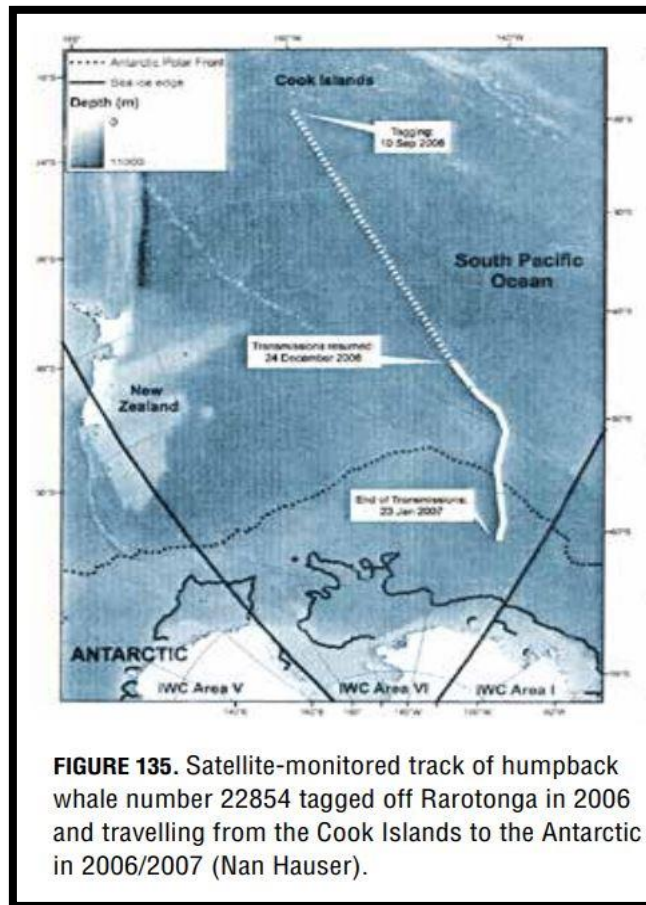 Antarctic Polar Front
Sea ice edge
Depth (m)
0
11000
Cook Islands
Tagging:
10 Sep 2006
South Pacific
Ocean
Transmissions resumed:
24 December 2006
New
Zealand
End of Transmissions:
23 Jan 2007
ANTARCTIC
IWC Area V
IWC Area VI
IWC Area I
FIGURE 135. Satellite-monitored track of humpback
whale number 22854 tagged off Rarotonga in 2006
and travelling from the Cook Islands to the Antarctic
in 2006/2007 (Nan Hauser).